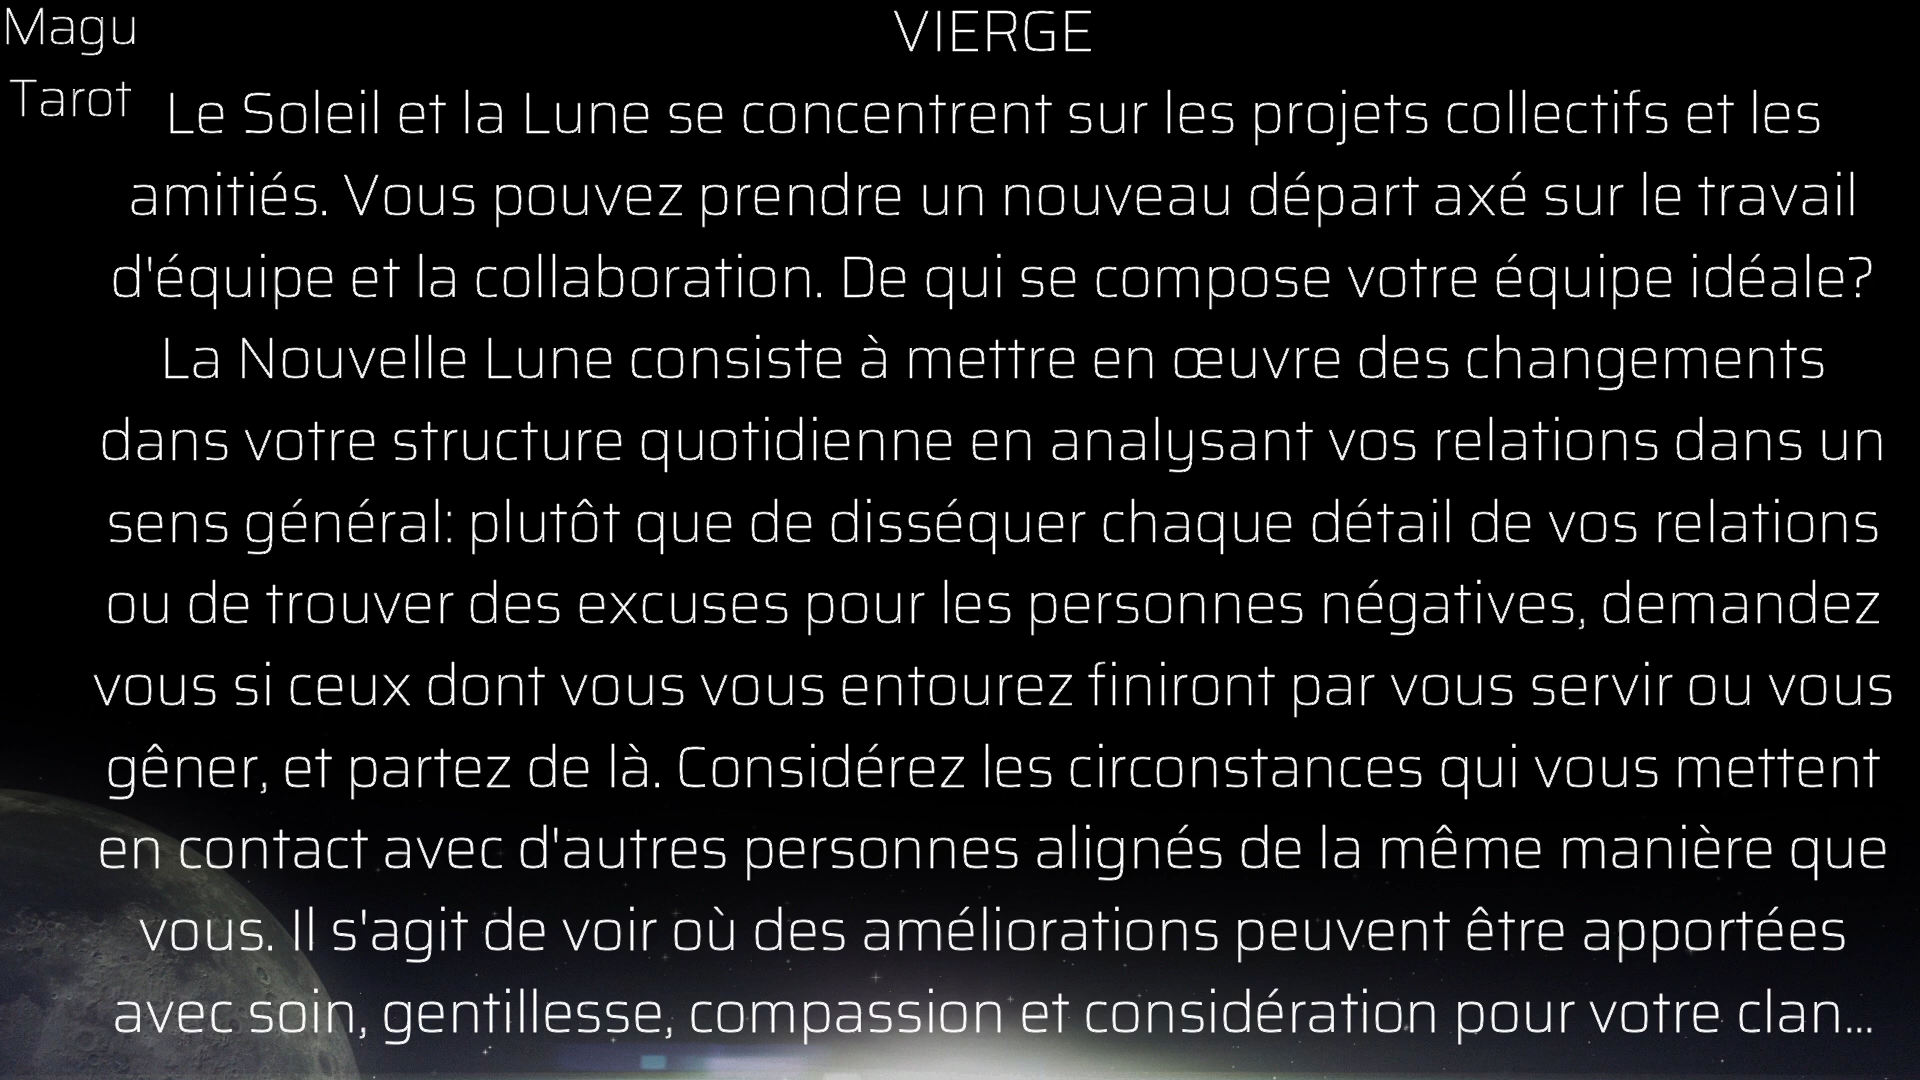 Magu
Tarot
VIERGE
Le Soleil et la Lune se concentrent sur les projets collectifs et les
amitiés. Vous pouvez prendre un nouveau départ axé sur le travail
d'équipe et la collaboration. De qui se compose votre équipe idéale?
La Nouvelle Lune consiste à mettre en œuvre des changements
dans votre structure quotidienne en analysant vos relations dans un
sens général: plutôt que de disséquer chaque détail de vos relations
ou de trouver des excuses pour les personnes négatives, demandez
vous si ceux dont vous vous entourez finiront par vous servir ou vous
gêner, et partez de là. Considérez les circonstances qui vous mettent
en contact avec d'autres personnes alignés de la même manière que
vous. Il s'agit de voir où des améliorations peuvent être apportées
avec soin, gentillesse, compassion et considération pour votre clan...